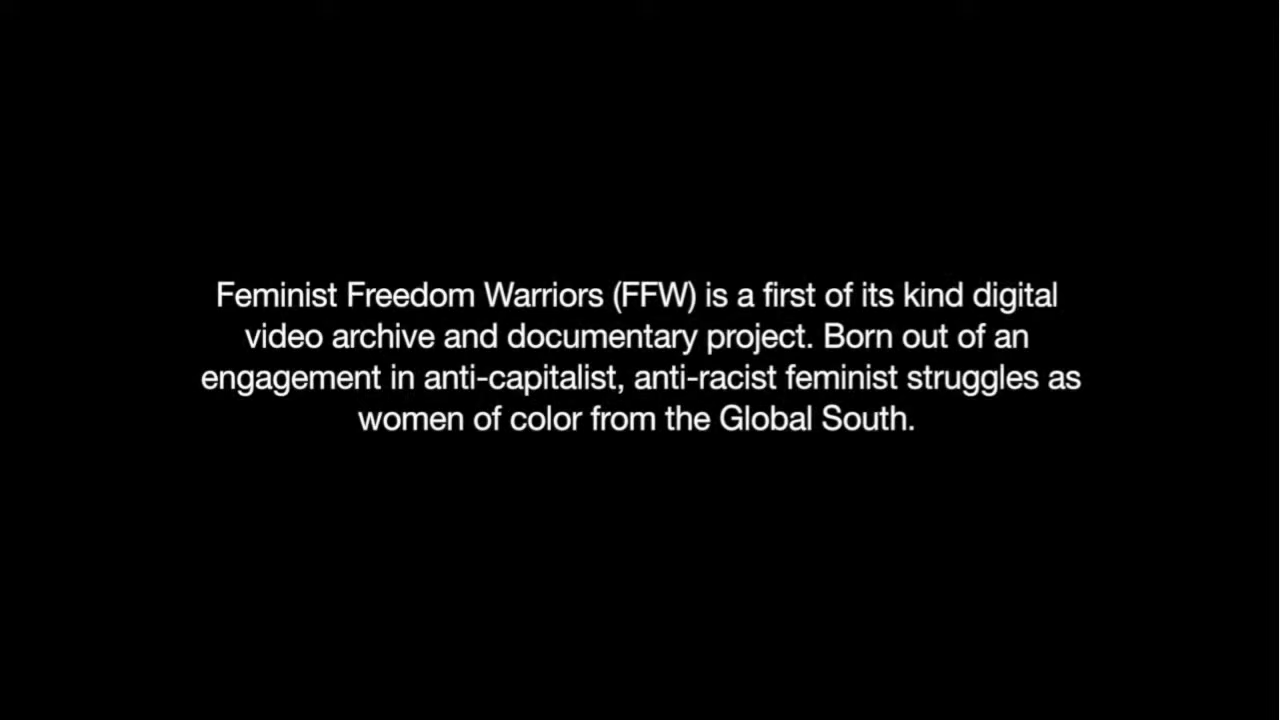 Feminist Freedom Warriors (FFW) is a first of its kind digital
video archive and documentary project. Born out of an
engagement in anti-capitalist, anti-racist feminist struggles as
women of color from the Global South.